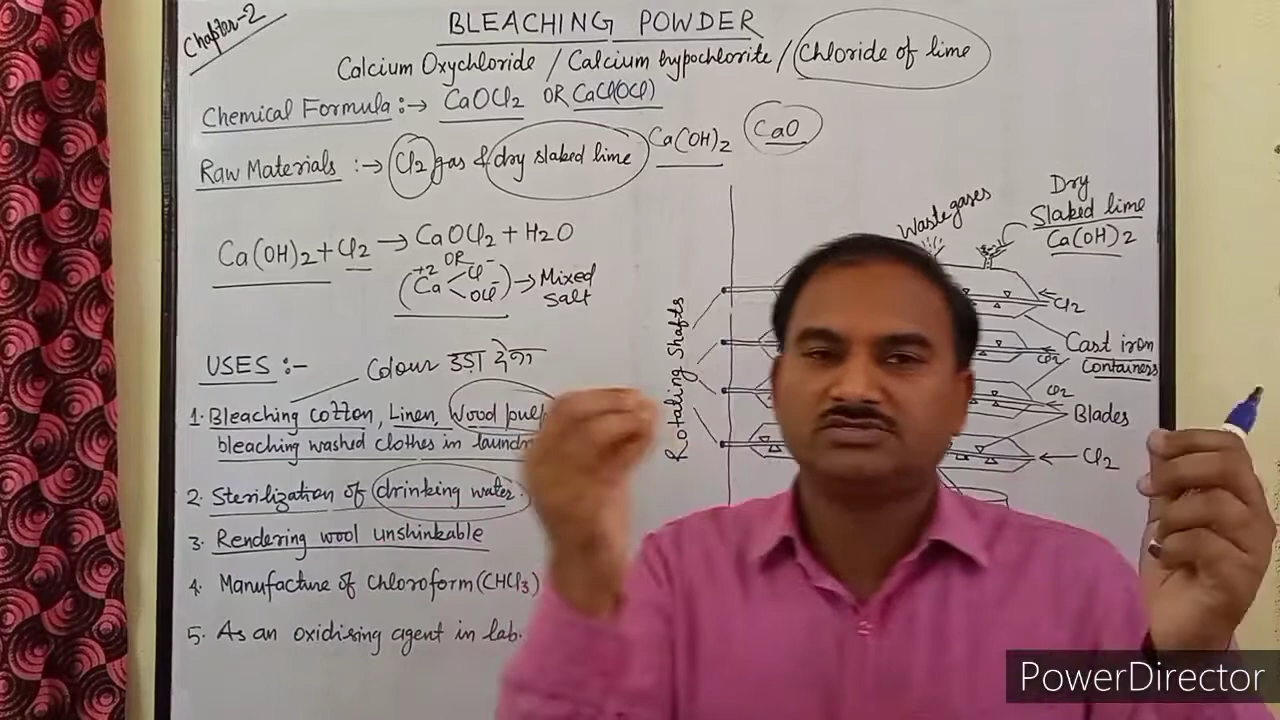 Chapter-2
BLEACHING POWDER
Calcium Oxychloride / Calcium hypochlorite / Chloride of lime
Chemical Formula :→ CaOCl2 OR CaCl(OCl)
Raw Materials :→ Cl2 gas & dry slaked lime Ca(OH)2 CaO
Ca(OH)2 + Cl2 → CaOCl2 + H2O
OR
(Ca+2 < Cl- OCl-) → Mixed Salt
USES :-
Colour उड़ा देना
1. Bleaching cotton, Linen, Wood pulp
bleaching washed clothes in
2. Sterilization of drinking water.
3. Rendering wool unshinkable
4. Manufacture of Chloroform (CHCl3)
5. As an oxidising agent in lab.
Waste gases
Dry
Slaked lime
Ca(OH)2
Cl2
Rotating Shafts
Cast iron
Containers
Cl2
Cl2
Blades
Cl2
PowerDirector